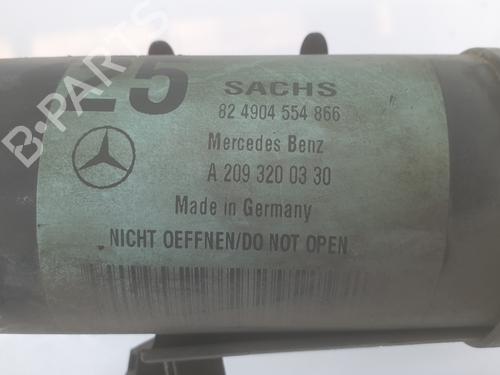 25
SACHS
82 4904 554 866
Mercedes Benz
A 209 320 03 30
Made in Germany
NICHT OEFFNEN/DO NOT OPEN
B-PARTS